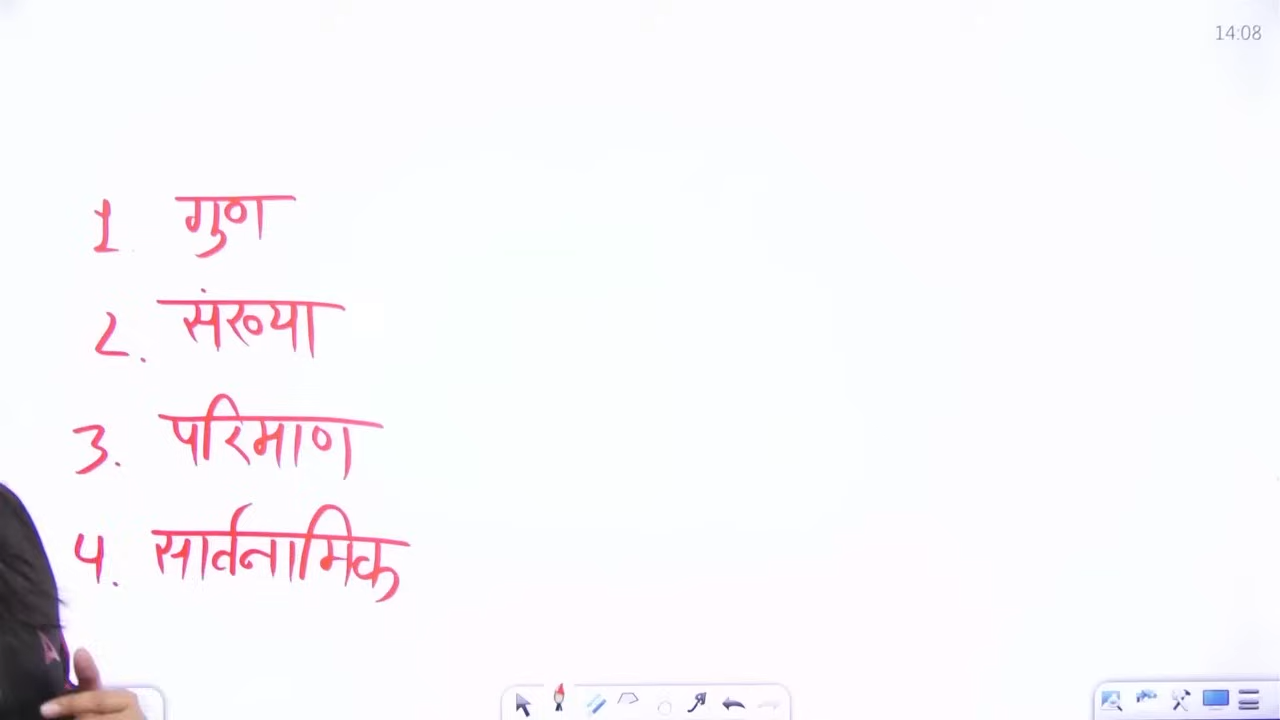 14:08
1 गुण
2. संख्या
3. परिमाण
4. सार्वनामिक